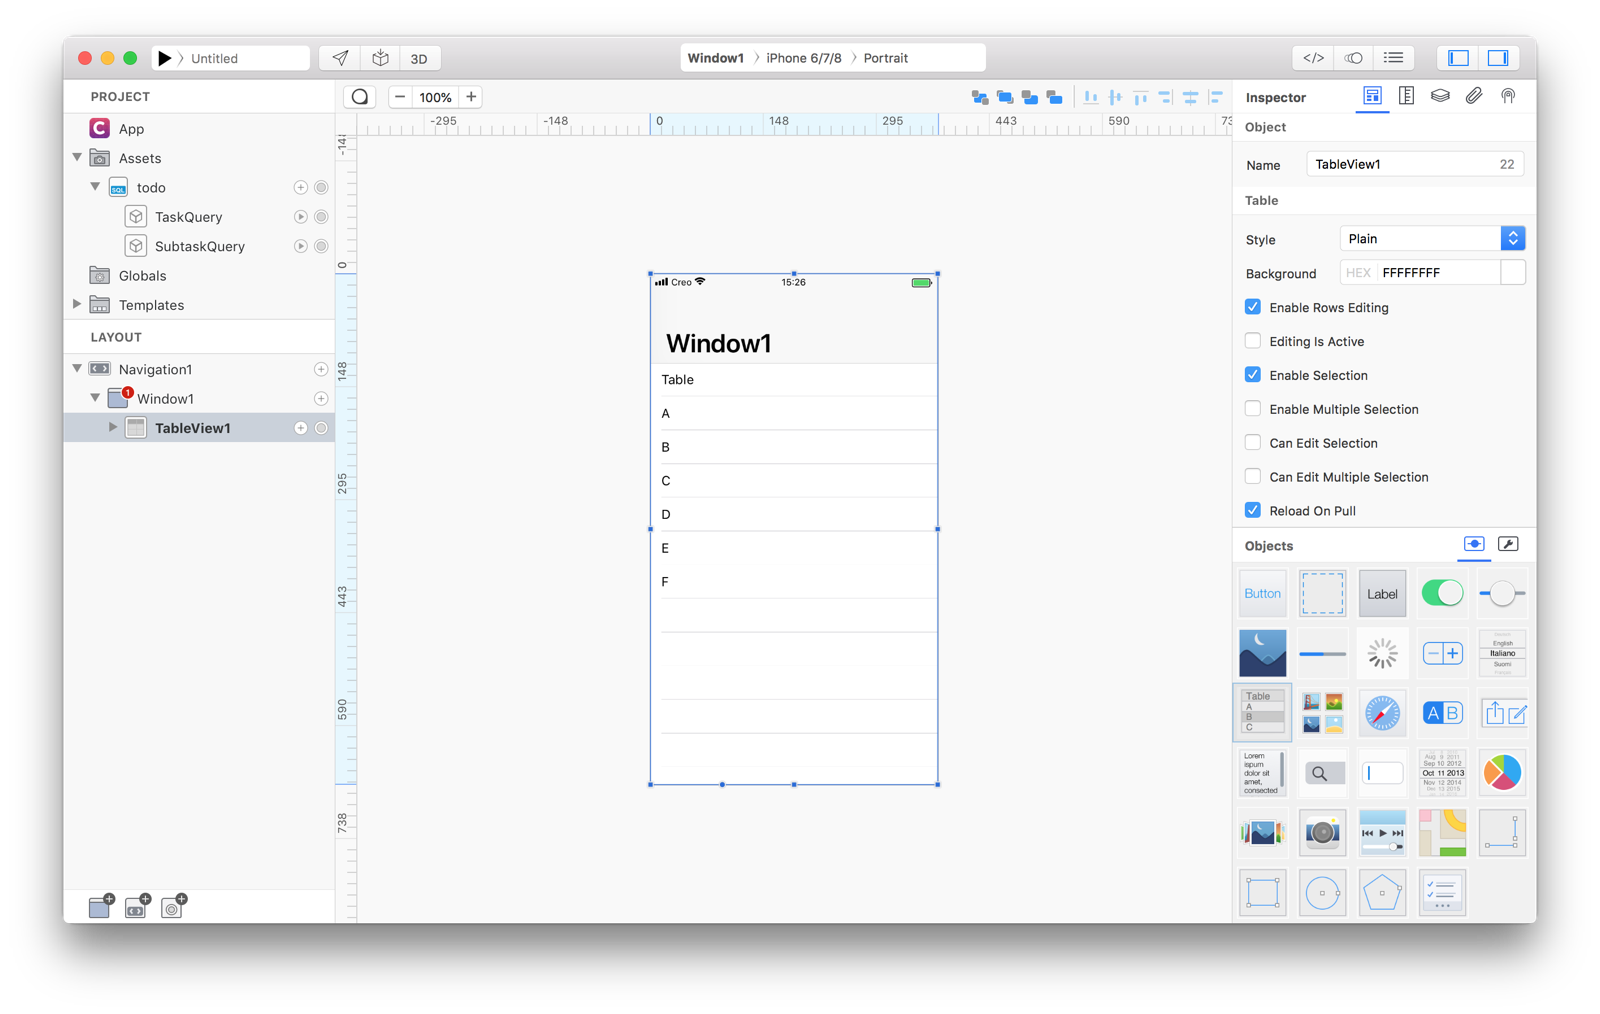 Untitled
3D
Window1 iPhone 6/7/8 Portrait
</>
PROJECT
App
Assets
SQL
todo
TaskQuery
SubtaskQuery
Globals
Templates
LAYOUT
Navigation1
1
Window1
TableView1
100%
-295 -148 0 148 295 443 590 73
-148
0
148
295
443
590
738
Creo 15:26
Window1
Table
A
B
C
D
E
F
Inspector
Object
Name TableView1 22
Table
Style Plain
Background HEX FFFFFFFF
Enable Rows Editing
Editing Is Active
Enable Selection
Enable Multiple Selection
Can Edit Selection
Can Edit Multiple Selection
Reload On Pull
Objects
Button Label
English
Italiano
Suomi
Table
A
B
C
A B
Lorem
ispum
dolor sit
amet,
consected
Aug 9 2011
Sep 10 2012
Oct 11 2013
Nov 12 2014
Dec 13 2015